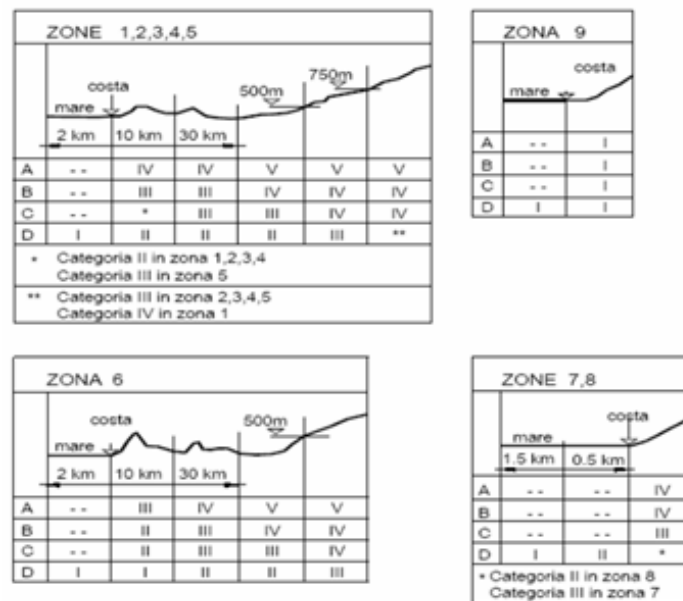 ZONE 1,2,3,4,5
costa
mare
500m
750m
2 km 10 km 30 km
A -- IV IV V V V
B -- III III IV IV IV
C -- * III III IV IV
D I II II II III **
* Categoria II in zona 1,2,3,4
Categoria III in zona 5
** Categoria III in zona 2,3,4,5
Categoria IV in zona 1
ZONA 9
costa
mare
A -- I
B -- I
C -- I
D I I
ZONA 6
costa
mare
500m
2 km 10 km 30 km
A -- III IV V V
B -- II III IV IV
C -- II III III IV
D I I II II III
ZONE 7,8
costa
mare
1.5 km 0.5 km
A -- -- IV
B -- -- IV
C -- -- III
D I II *
* Categoria II in zona 8
Categoria III in zona 7